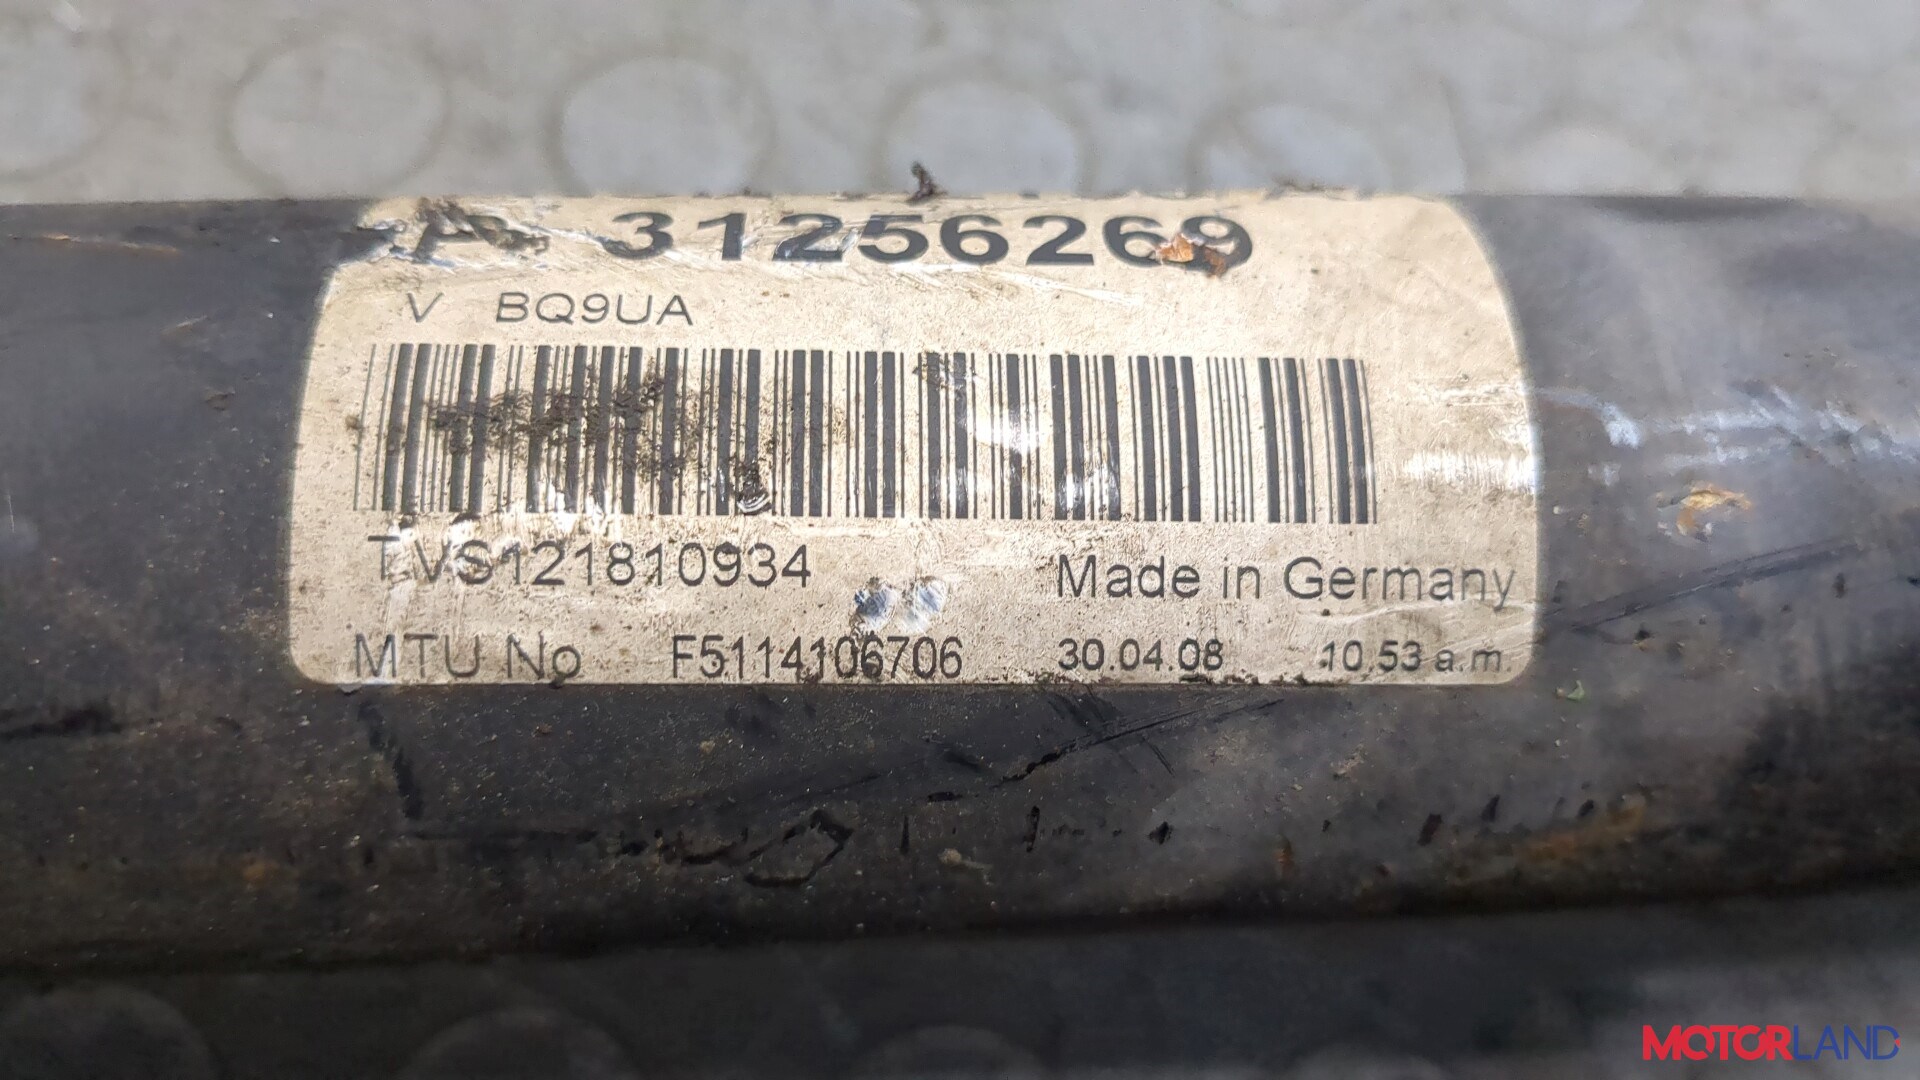 P 31256269
V BQ9UA
TVS121810934
Made in Germany
MTU No F5114106706 30.04.08 10.53 a.m.
MOTORLAND